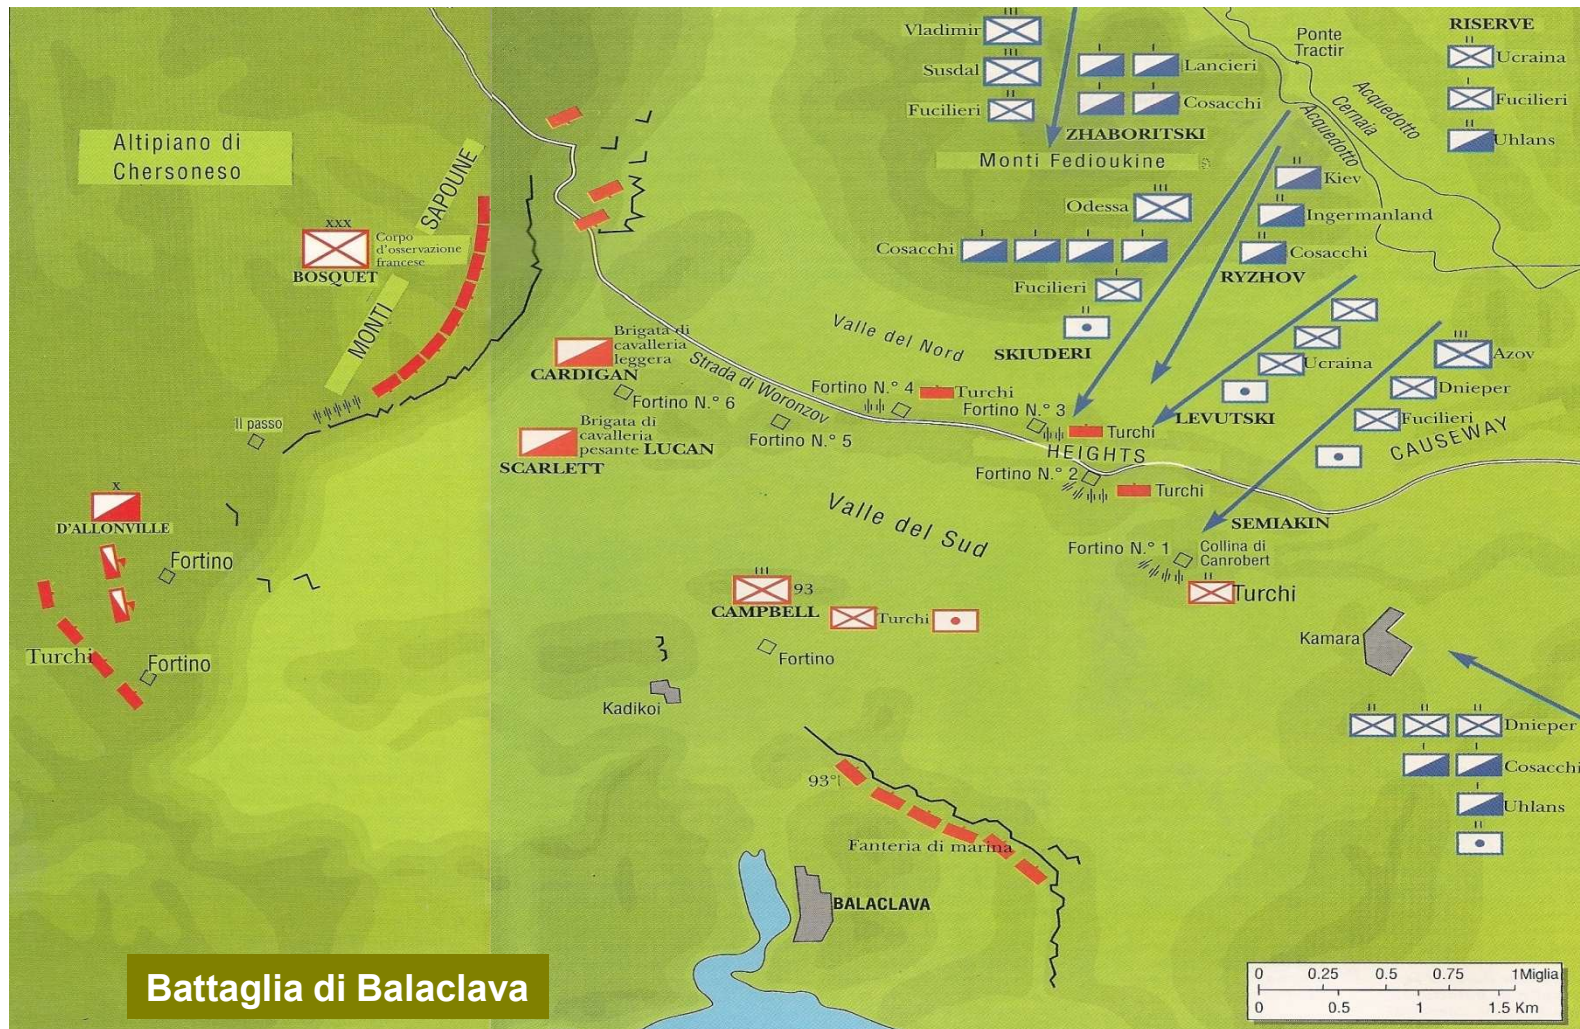 Vladimir
Susdal
Fucilieri
Lancieri
Cosacchi
ZHABORITSKI
Monti Fedioukine
Ponte
Tractir
Acquedotto
Cernaia
Acquedotto
RISERVE
Ucraina
Fucilieri
Uhlans
Altipiano di
Chersoneso
MONTI SAPOUNE
XXX
Corpo
d'osservazione
francese
BOSQUET
Odessa
Cosacchi
Fucilieri
SKIUDERI
Kiev
Ingermanland
Cosacchi
RYZHOV
Ucraina
LEVUTSKI
Azov
Dnieper
Fucilieri
SEMIAKIN
CAUSEWAY
HEIGHTS
Valle del Nord
Strada di Woronzov
Brigata di
cavalleria
leggera
CARDIGAN
Fortino N.° 6
Brigata di
cavalleria
pesante LUCAN
SCARLETT
Fortino N.° 5
Fortino N.° 4
Turchi
Fortino N.° 3
Turchi
Fortino N.° 2
Turchi
Fortino N.° 1
Collina di
Canrobert
Turchi
Valle del Sud
Il passo
X
D'ALLONVILLE
Fortino
Turchi
Fortino
93
CAMPBELL
Turchi
Fortino
Kadikoi
Kamara
Dnieper
Cosacchi
Uhlans
93°
Fanteria di marina
BALACLAVA
Battaglia di Balaclava
0 0.25 0.5 0.75 1Miglia
0 0.5 1 1.5 Km